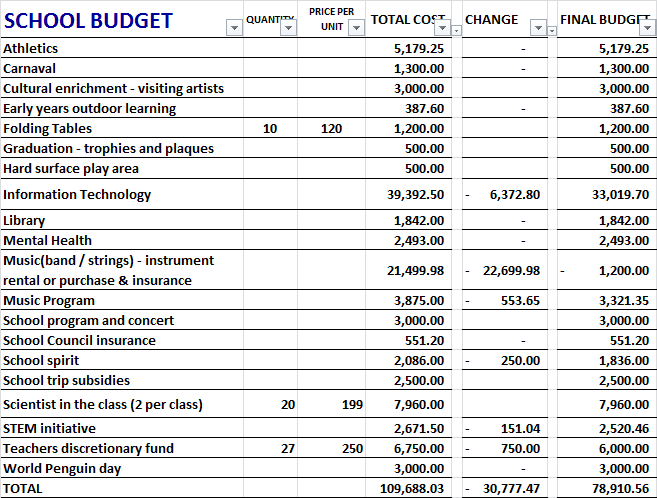 SCHOOL BUDGET QUANTITY PRICE PER UNIT TOTAL COST CHANGE FINAL BUDGET
Athletics 5,179.25 - 5,179.25
Carnaval 1,300.00 - 1,300.00
Cultural enrichment - visiting artists 3,000.00 3,000.00
Early years outdoor learning 387.60 - 387.60
Folding Tables 10 120 1,200.00 1,200.00
Graduation - trophies and plaques 500.00 500.00
Hard surface play area 500.00 500.00
Information Technology 39,392.50 - 6,372.80 33,019.70
Library 1,842.00 - 1,842.00
Mental Health 2,493.00 - 2,493.00
Music(band / strings) - instrument
rental or purchase & insurance 21,499.98 - 22,699.98 - 1,200.00
Music Program 3,875.00 - 553.65 3,321.35
School program and concert 3,000.00 3,000.00
School Council insurance 551.20 - 551.20
School spirit 2,086.00 - 250.00 1,836.00
School trip subsidies 2,500.00 2,500.00
Scientist in the class (2 per class) 20 199 7,960.00 7,960.00
STEM initiative 2,671.50 - 151.04 2,520.46
Teachers discretionary fund 27 250 6,750.00 - 750.00 6,000.00
World Penguin day 3,000.00 - 3,000.00
TOTAL 109,688.03 - 30,777.47 78,910.56